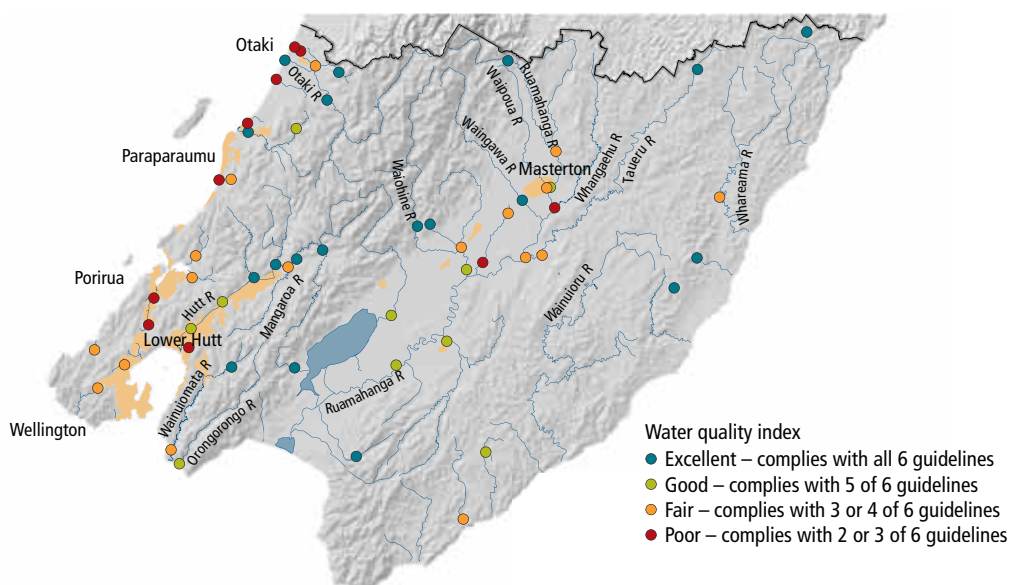 Otaki
Otaki R
Waipoua R
Ruamahanga R
Waingawa R
Paraparaumu
Masterton
Whangaehu R
Taueru R
Whareama R
Waiohine R
Porirua
Hutt R
Mangaroa R
Wainuioru R
Lower Hutt
Wainuiomata R
Ruamahanga R
Orongorongo R
Wellington
Water quality index
Excellent – complies with all 6 guidelines
Good – complies with 5 of 6 guidelines
Fair – complies with 3 or 4 of 6 guidelines
Poor – complies with 2 or 3 of 6 guidelines